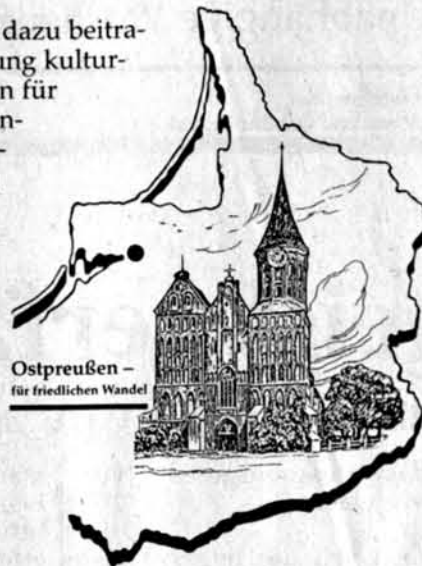 dazu beitra-
ung kultur-
n für
n-
-
Ostpreußen –
für friedlichen Wandel